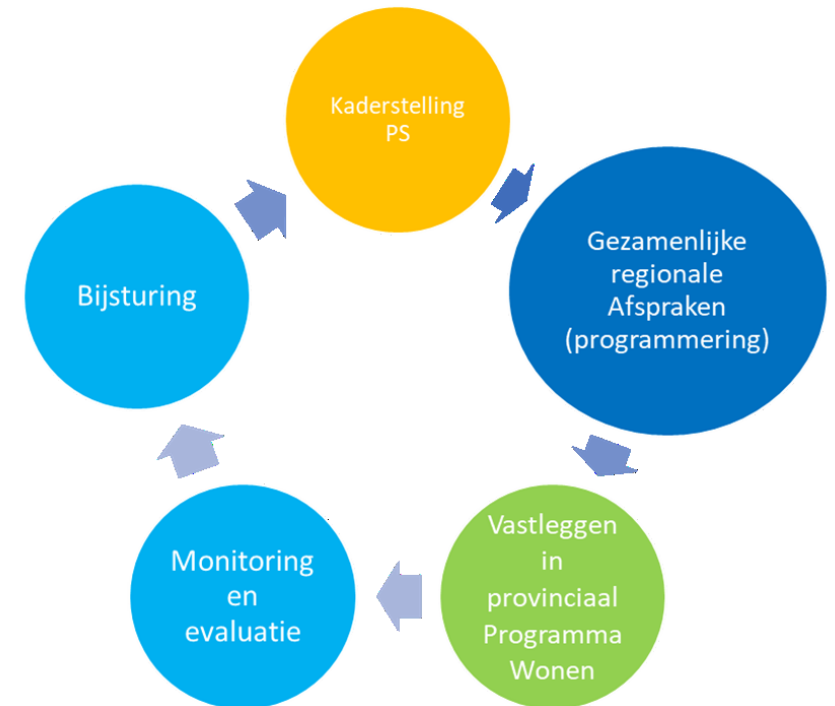 Kaderstelling
PS
Gezamenlijke
regionale
Afspraken
(programmering)
Vastleggen
in
provinciaal
Programma
Wonen
Monitoring
en
evaluatie
Bijsturing